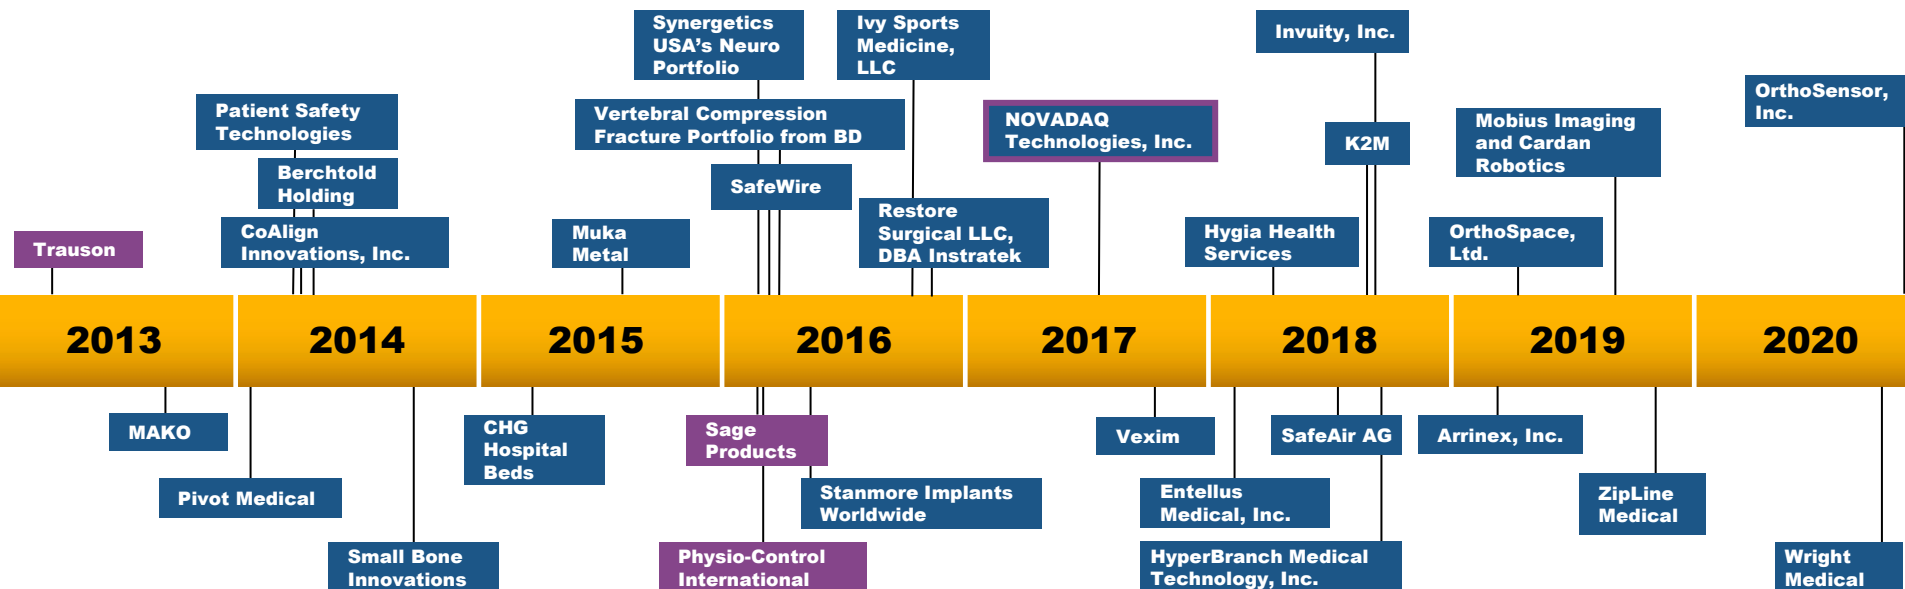 Synergetics
USA's Neuro
Portfolio
Ivy Sports
Medicine,
LLC
Invuity, Inc.
Patient Safety
Technologies
Vertebral Compression
Fracture Portfolio from BD
NOVADAQ
Technologies, Inc.
K2M
Mobius Imaging
and Cardan
Robotics
OrthoSensor,
Inc.
Berchtold
Holding
SafeWire
Trauson
CoAlign
Innovations, Inc.
Muka
Metal
Restore
Surgical LLC,
DBA Instratek
Hygia Health
Services
OrthoSpace,
Ltd.
2013
2014
2015
2016
2017
2018
2019
2020
MAKO
CHG
Hospital
Beds
Sage
Products
Vexim
SafeAir AG
Arrinex, Inc.
Pivot Medical
Stanmore Implants
Worldwide
Entellus
Medical, Inc.
ZipLine
Medical
Small Bone
Innovations
Physio-Control
International
HyperBranch Medical
Technology, Inc.
Wright
Medical